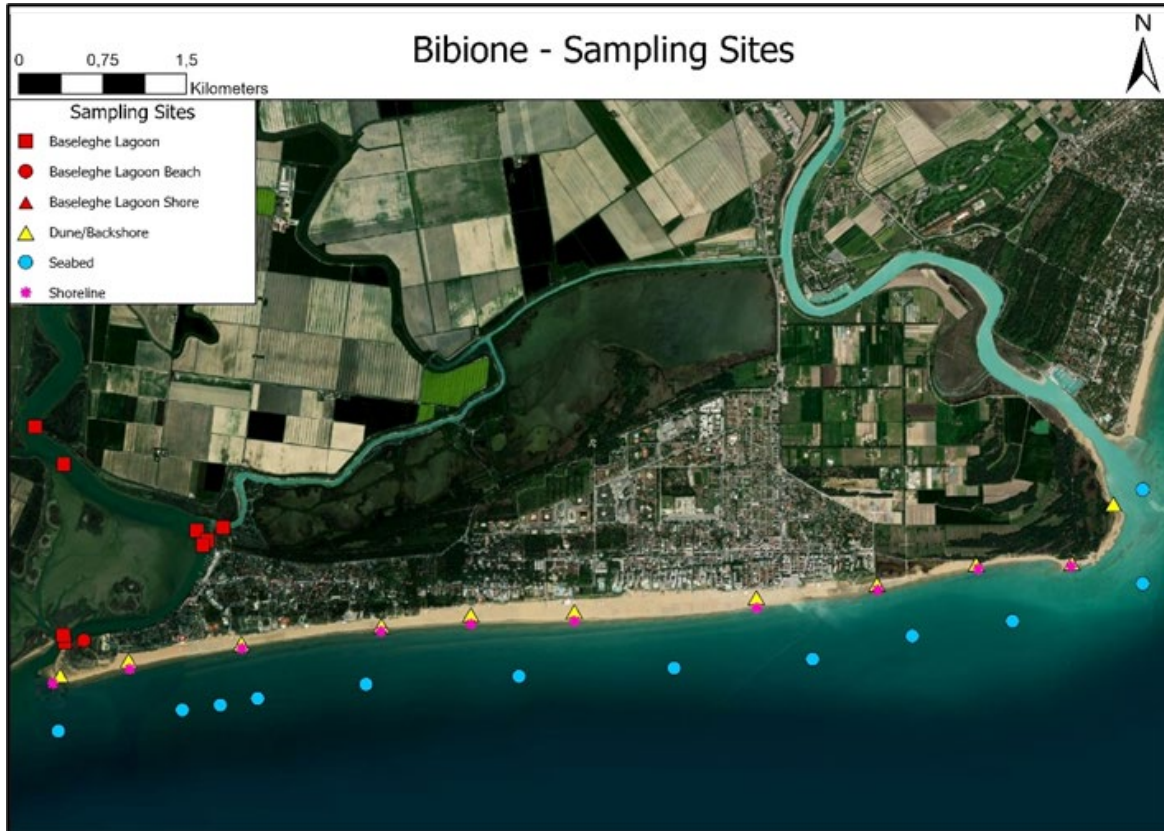 Bibione - Sampling Sites
N
0 0,75 1,5
Kilometers
Sampling Sites
Baseleghe Lagoon
Baseleghe Lagoon Beach
Baseleghe Lagoon Shore
Dune/Backshore
Seabed
Shoreline